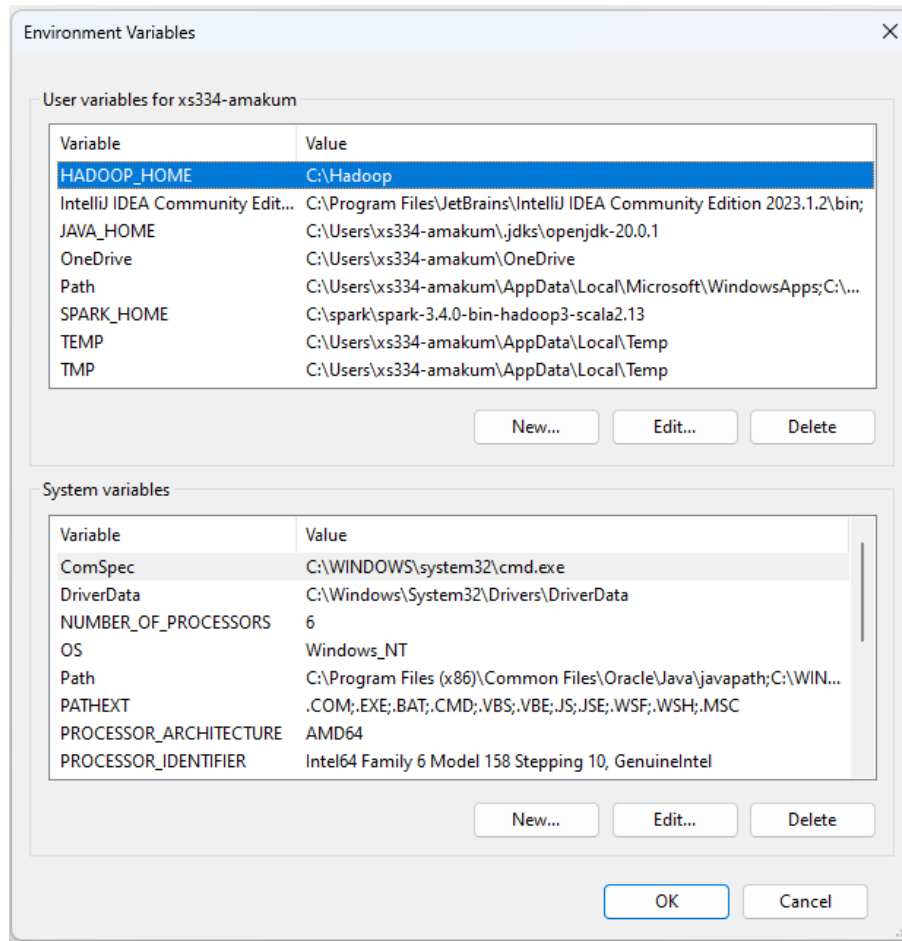 Environment Variables
User variables for xs334-amakum
Variable Value
HADOOP_HOME C:\Hadoop
IntelliJ IDEA Community Edit... C:\Program Files\JetBrains\IntelliJ IDEA Community Edition 2023.1.2\bin;
JAVA_HOME C:\Users\xs334-amakum\.jdks\openjdk-20.0.1
OneDrive C:\Users\xs334-amakum\OneDrive
Path C:\Users\xs334-amakum\AppData\Local\Microsoft\WindowsApps;C:\...
SPARK_HOME C:\spark\spark-3.4.0-bin-hadoop3-scala2.13
TEMP C:\Users\xs334-amakum\AppData\Local\Temp
TMP C:\Users\xs334-amakum\AppData\Local\Temp
New... Edit... Delete
System variables
Variable Value
ComSpec C:\WINDOWS\system32\cmd.exe
DriverData C:\Windows\System32\Drivers\DriverData
NUMBER_OF_PROCESSORS 6
OS Windows_NT
Path C:\Program Files (x86)\Common Files\Oracle\Java\javapath;C:\WIN...
PATHEXT .COM;.EXE;.BAT;.CMD;.VBS;.VBE;.JS;.JSE;.WSF;.WSH;.MSC
PROCESSOR_ARCHITECTURE AMD64
PROCESSOR_IDENTIFIER Intel64 Family 6 Model 158 Stepping 10, GenuineIntel
New... Edit... Delete
OK Cancel